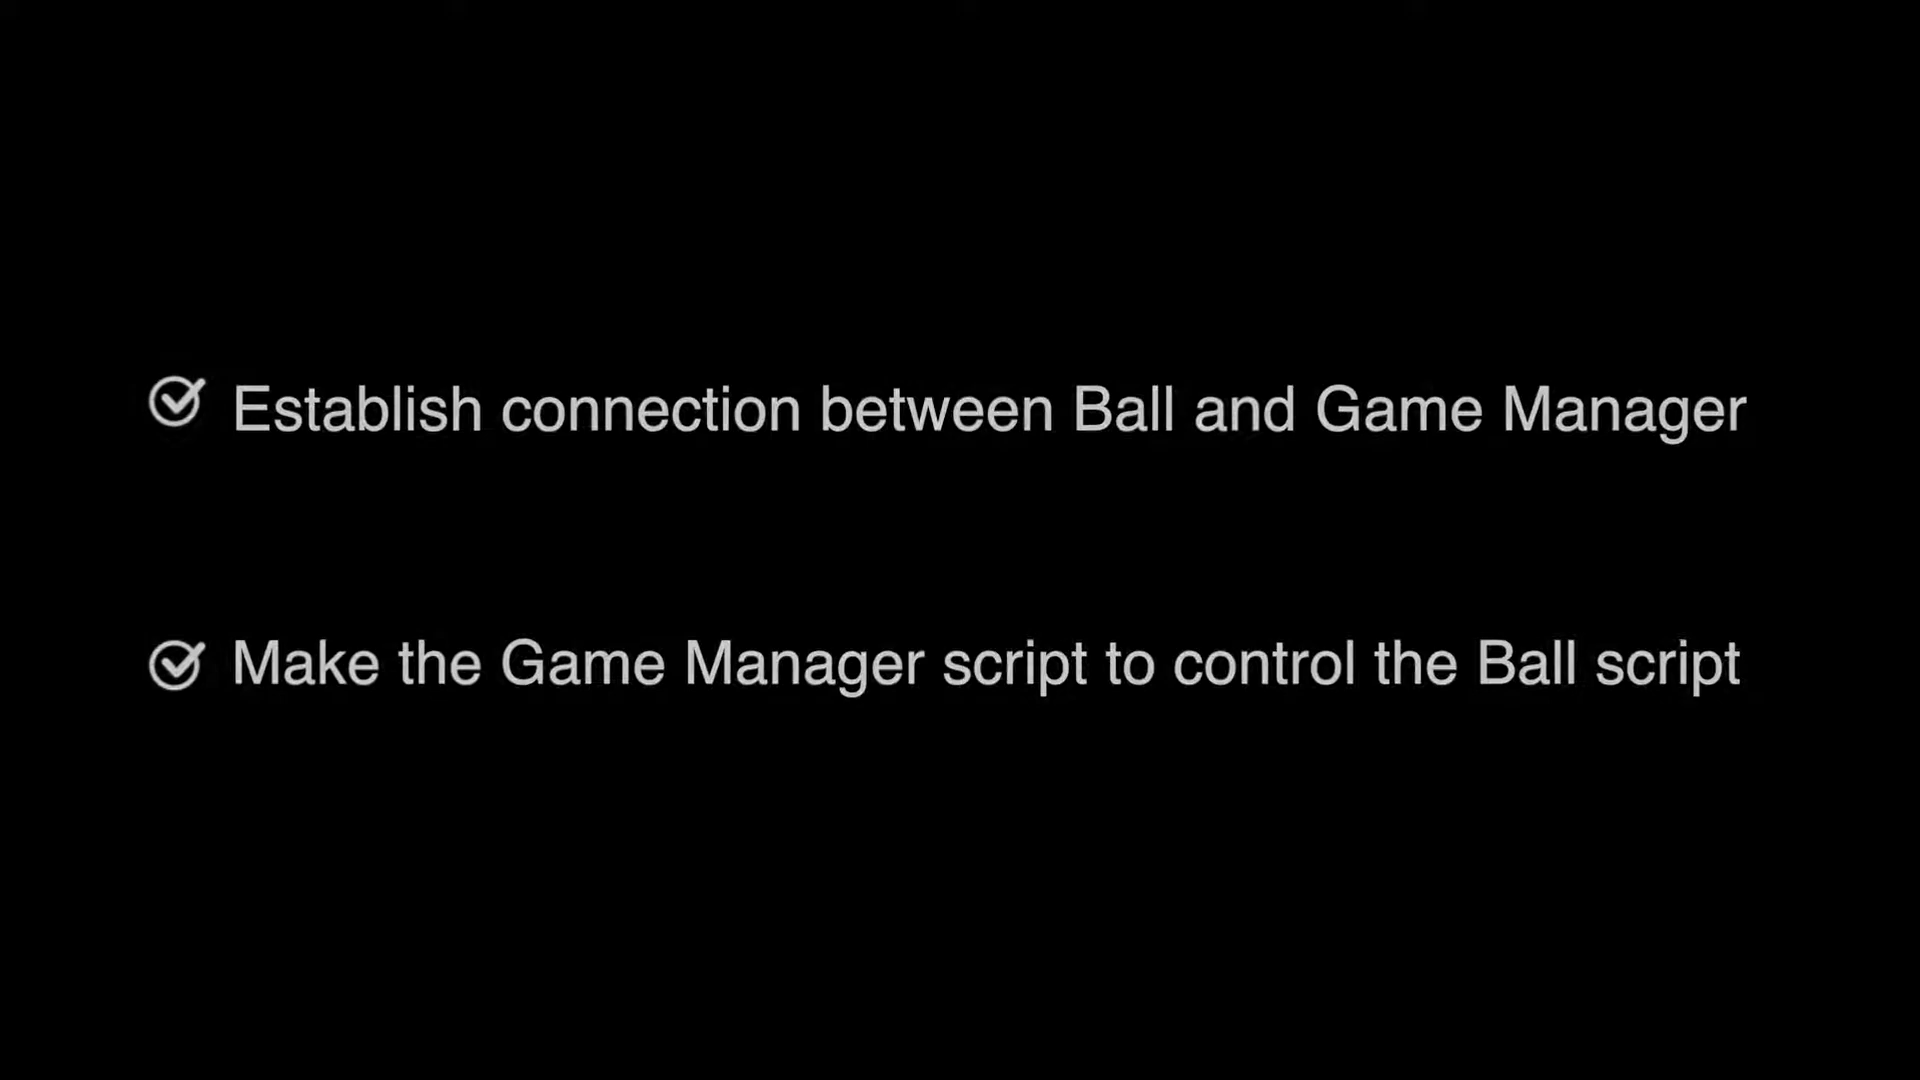 Establish connection between Ball and Game Manager
Make the Game Manager script to control the Ball script